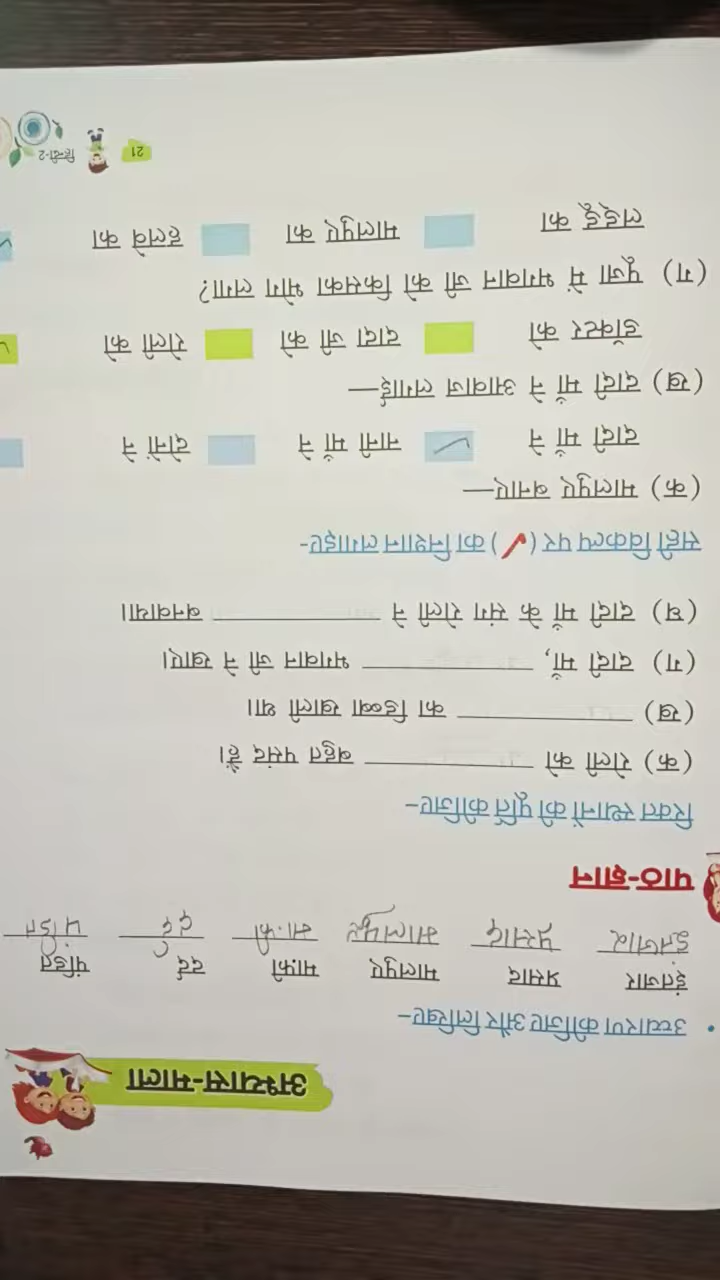 अभ्यास-माला
• उच्चारण कीजिए और लिखिए-
इंतजार प्रसाद मालपुए माफी दर्द पंडित
प्रसाद मालपुए माफी दर्द पंडित
पाठ-ज्ञान
रिक्त स्थानों की पूर्ति कीजिए-
(क) रोली को ____________ बहुत पसंद हैं।
(ख) ____________ का डिब्बा खाली था।
(ग) दादी माँ, ____________ भगवान जी ने खाए।
(घ) दादी माँ के संग रोली ने ____________ बनवाया।
सही विकल्प पर (✓) का निशान लगाइए-
(क) मालपुए बनाए—
दादी माँ ने ✓ नानी माँ ने दोनों ने
(ख) दादी माँ ने आवाज लगाई—
डॉक्टर को दादा जी को रोली को ✓
(ग) पूजा में भगवान जी को किसका भोग लगा?
लड्डू का मालपुए का हलवे का ✓
21 हिन्दी-2